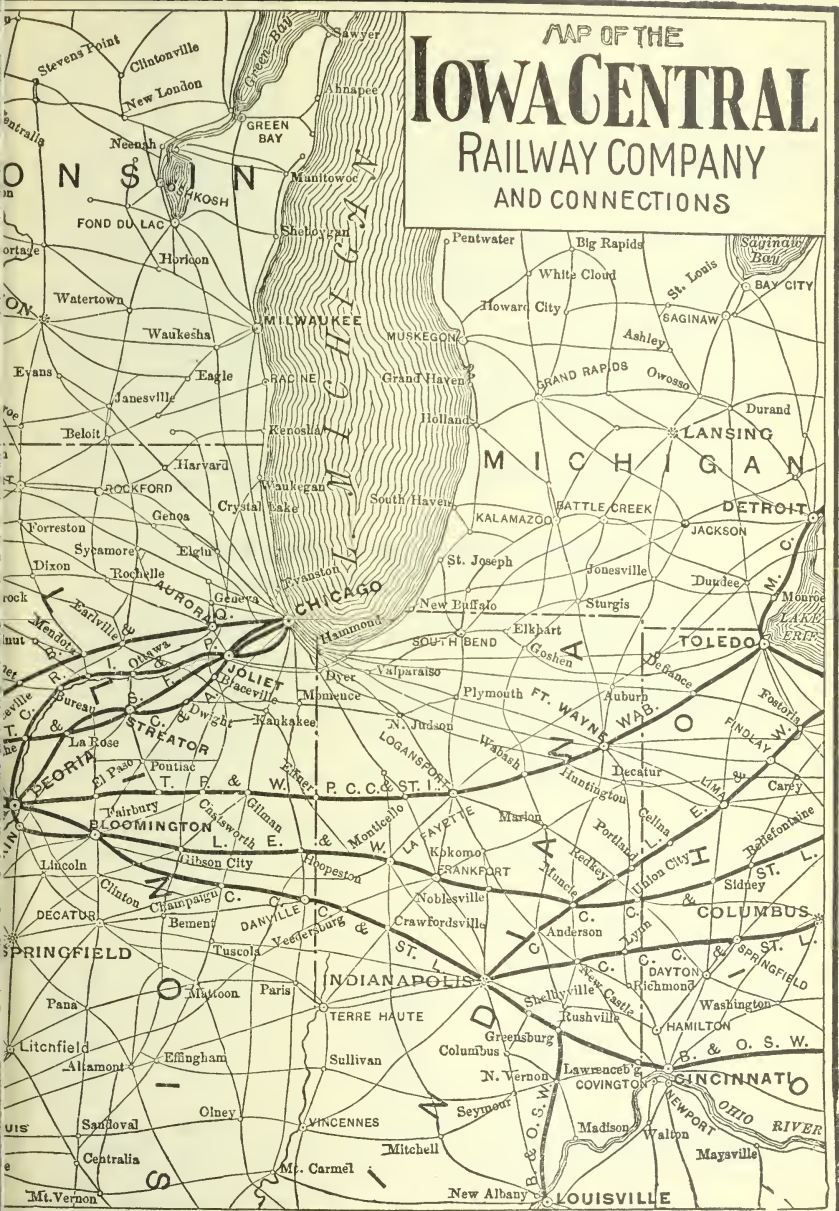 MAP OF THE
IOWA CENTRAL
RAILWAY COMPANY
AND CONNECTIONS
Sawyer
Stevens Point
Clintonville
Green Bay
New London
Ahnapee
GREEN
BAY
Neenah
ONSIN
OSHKOSH
Manitowoc
FOND DU LAC
Sheboygan
Horicon
Pentwater
Big Rapids
Saginaw
Bay
White Cloud
St. Louis
BAY CITY
Watertown
Howard City
SAGINAW
MILWAUKEE
Waukesha
MUSKEGON
Ashley
L. MICHIGAN
Evans
Eagle
RACINE
Grand Haven
GRAND RAPIDS
Owosso
Janesville
Durand
Beloit
Kenosha
Holland
LANSING
MICHIGAN
Harvard
ROCKFORD
Waukegan
Crystal Lake
South Haven
BATTLE CREEK
DETROIT
Genoa
KALAMAZOO
JACKSON
Forreston
Sycamore
Elgin
St. Joseph
Dixon
Rochelle
Evanston
Jonesville
Dundee
M. C.
AURORA
Geneva
CHICAGO
New Buffalo
Sturgis
Monroe
Earlville
Q.
Hammond
LAKE
ERIE
Mendota
SOUTH BEND
Elkhart
TOLEDO
Ottawa
Goshen
R. I. & P.
JOLIET
Dyer
Valparaiso
Defiance
Braceville
Bureau
Momence
Plymouth
FT. WAYNE
Auburn
WAB.
Fostoria
Dwight
STREATOR
Kankakee
N. Judson
FINDLAY
La Rose
LOGANSPORT
Wabash
W.
El Paso
Pontiac
Effner
Decatur
PEORIA
T. P. & W.
P. C. C. & ST. L.
Huntington
LIMA
Carey
Fairbury
Chatsworth
Gilman
Monticello
Marion
Celina
BLOOMINGTON
L. E. & W.
LA FAYETTE
Portland
L. E. &
Bellefontaine
Gibson City
Hoopeston
Kokomo
Redkey
Union City
Lincoln
FRANKFORT
Muncie
Sidney
ST. L.
Clinton
Champaign
C. C. C. & ST. L.
Noblesville
C. C. C. &
COLUMBUS
DECATUR
Bement
DANVILLE
Veedersburg
Crawfordsville
Anderson
Lynn
SPRINGFIELD
Tuscola
INDIANAPOLIS
C. C. C. & ST. L.
DAYTON
SPRINGFIELD
Mattoon
Paris
New Castle
Richmond
Pana
TERRE HAUTE
Shelbyville
Rushville
Washington
Litchfield
Greensburg
HAMILTON
Altamont
Effingham
Sullivan
Columbus
Lawrenceb'g
B. & O. S. W.
N. Vernon
COVINGTON
CINCINNATI
Seymour
NEWPORT
OHIO
RIVER
Olney
VINCENNES
B. & O. S. W.
Sandoval
Mitchell
Madison
Walton
Maysville
Centralia
Mt. Carmel
Mt. Vernon
New Albany
LOUISVILLE
ILLINOIS
INDIANA
OHIO